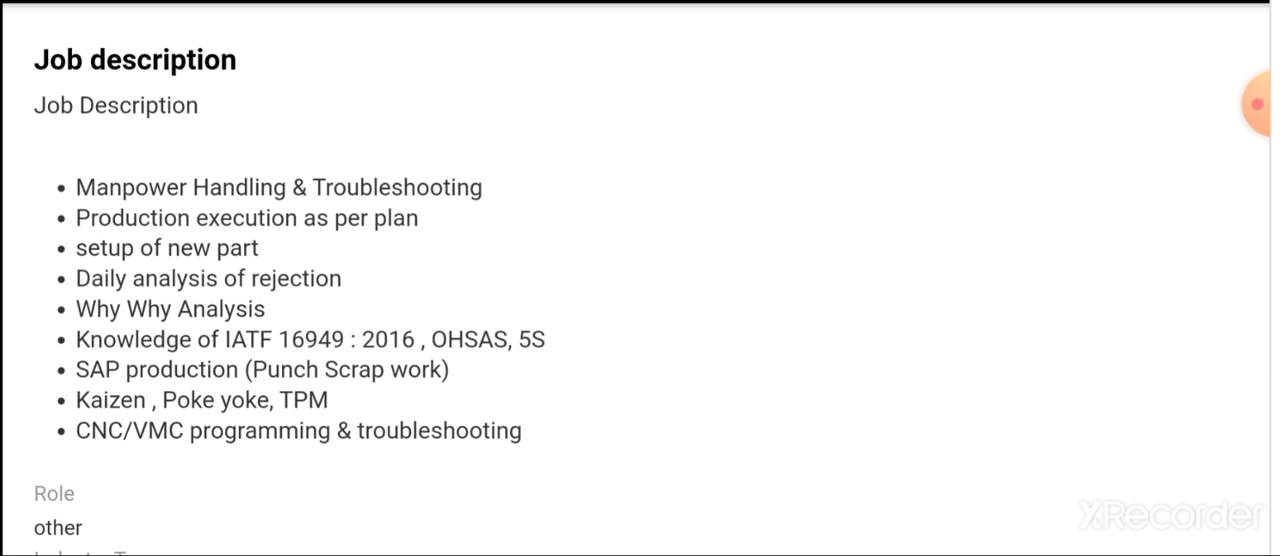 Job description
Job Description
• Manpower Handling & Troubleshooting
• Production execution as per plan
• setup of new part
• Daily analysis of rejection
• Why Why Analysis
• Knowledge of IATF 16949 : 2016 , OHSAS, 5S
• SAP production (Punch Scrap work)
• Kaizen , Poke yoke, TPM
• CNC/VMC programming & troubleshooting
Role
other
XRecorder